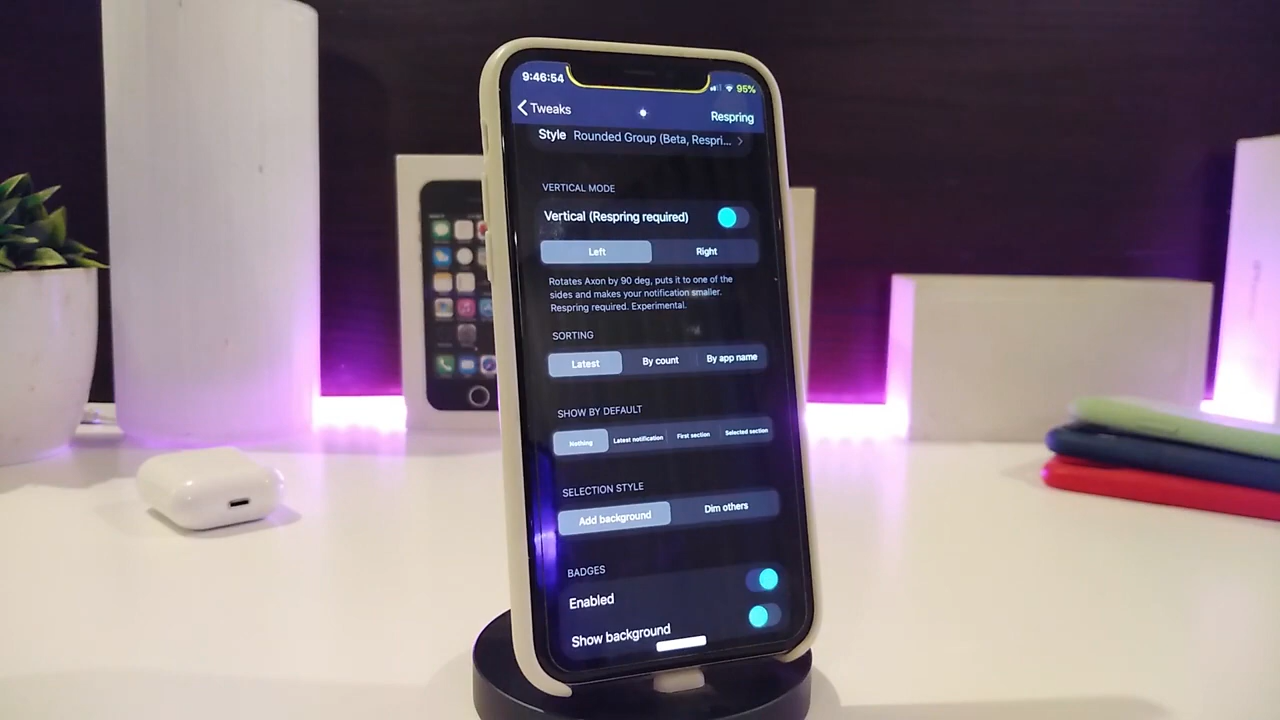 9:46:54
95%
Tweaks
Respring
Style Rounded Group (Beta, Respri...
VERTICAL MODE
Vertical (Respring required)
Left Right
Rotates Axon by 90 deg, puts it to one of the
sides and makes your notification smaller.
Respring required. Experimental.
SORTING
Latest By count By app name
SHOW BY DEFAULT
Nothing Latest notification First section Selected section
SELECTION STYLE
Add background Dim others
BADGES
Enabled
Show background